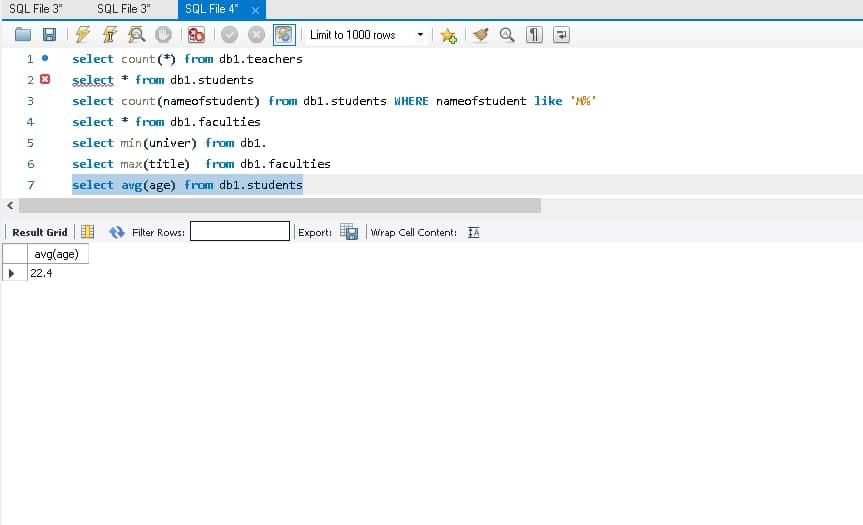 SQL File 3* SQL File 3* SQL File 4*
Limit to 1000 rows
1 select count(*) from db1.teachers
2 select * from db1.students
3 select count(nameofstudent) from db1.students WHERE nameofstudent like 'M%'
4 select * from db1.faculties
5 select min(univer) from db1.
6 select max(title) from db1.faculties
7 select avg(age) from db1.students
Result Grid Filter Rows: Export: Wrap Cell Content: IA
avg(age)
22.4